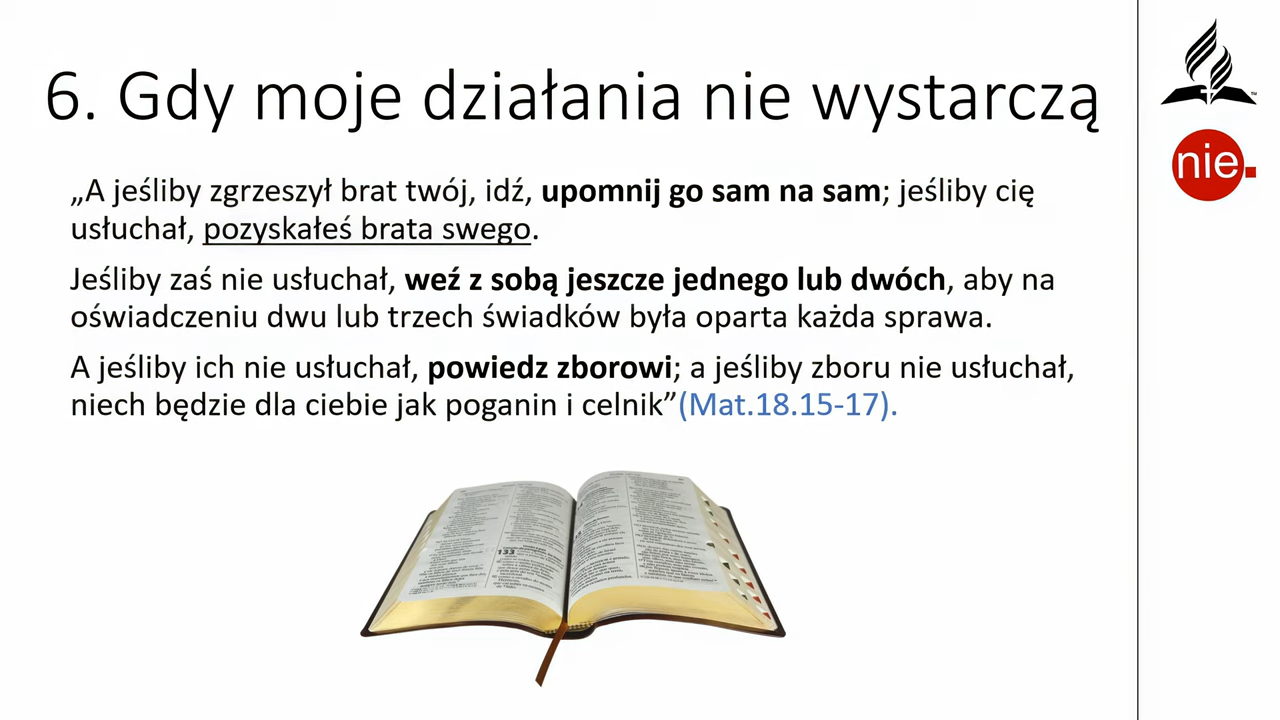 6. Gdy moje działania nie wystarczą
nie.
„A jeśliby zgrzeszył brat twój, idź, upomnij go sam na sam; jeśliby cię
usłuchał, pozyskałeś brata swego.
Jeśliby zaś nie usłuchał, weź z sobą jeszcze jednego lub dwóch, aby na
oświadczeniu dwu lub trzech świadków była oparta każda sprawa.
A jeśliby ich nie usłuchał, powiedz zborowi; a jeśliby zboru nie usłuchał,
niech będzie dla ciebie jak poganin i celnik”(Mat.18.15-17).
133